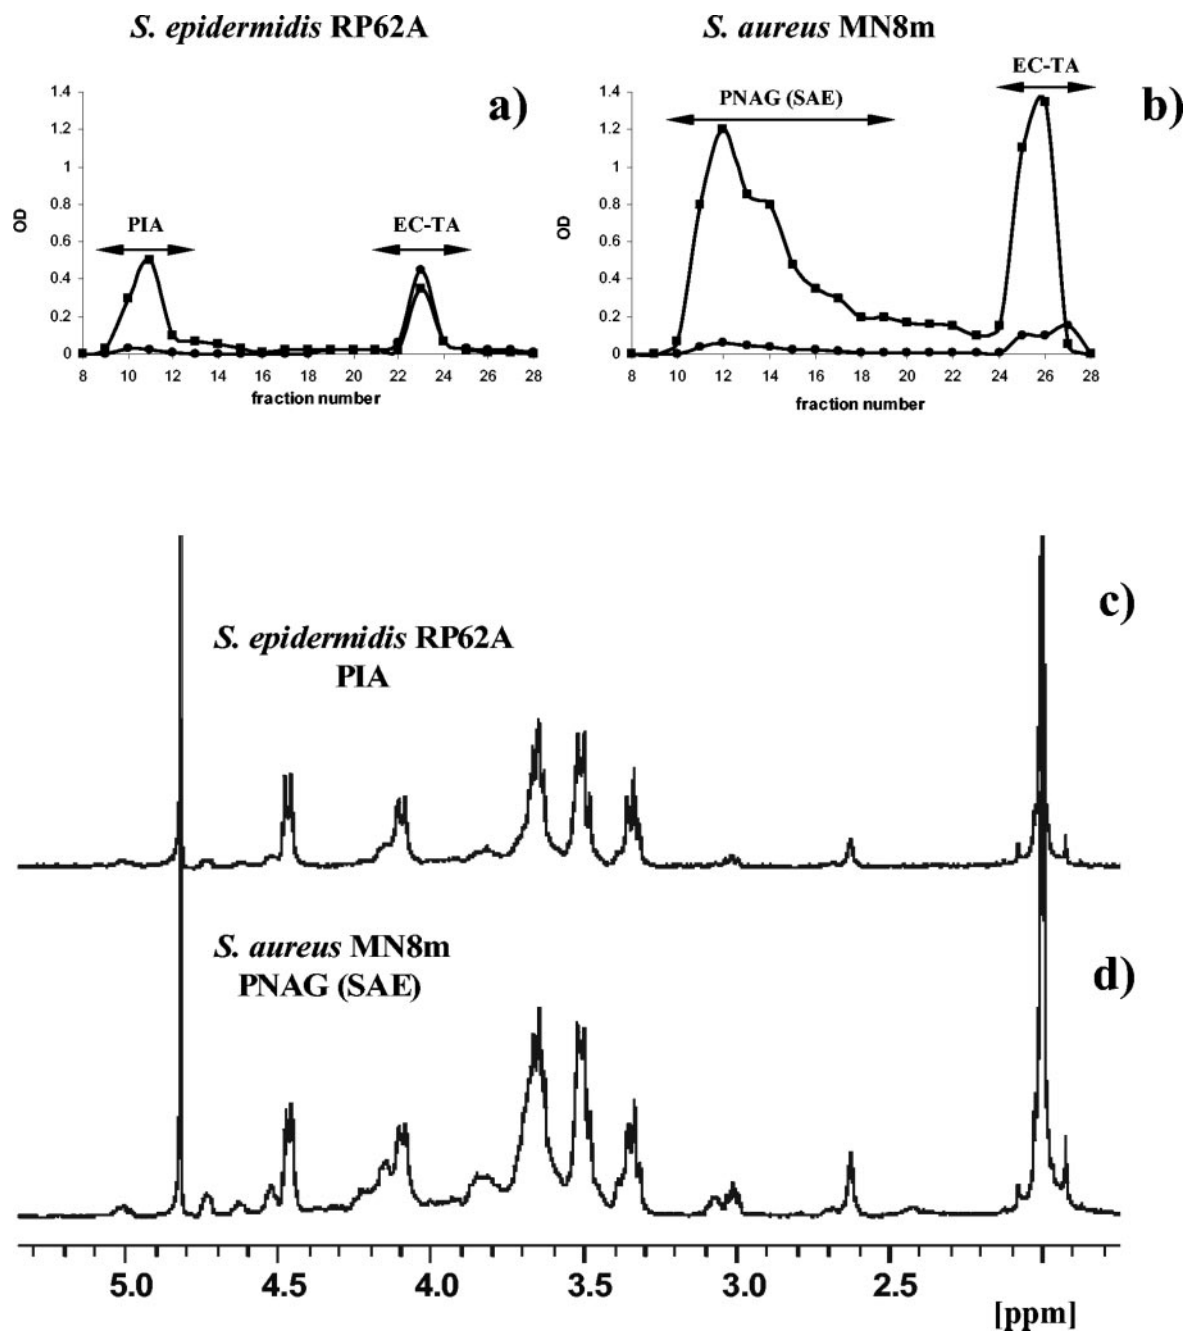 S. epidermidis RP62A
S. aureus MN8m
a)
OD
1.4
1.2
1
0.8
0.6
0.4
0.2
0
PIA
EC-TA
8 10 12 14 16 18 20 22 24 26 28
fraction number
b)
OD
1.4
1.2
1
0.8
0.6
0.4
0.2
0
PNAG (SAE)
EC-TA
8 10 12 14 16 18 20 22 24 26 28
fraction number
c)
S. epidermidis RP62A
PIA
d)
S. aureus MN8m
PNAG (SAE)
5.0 4.5 4.0 3.5 3.0 2.5
[ppm]